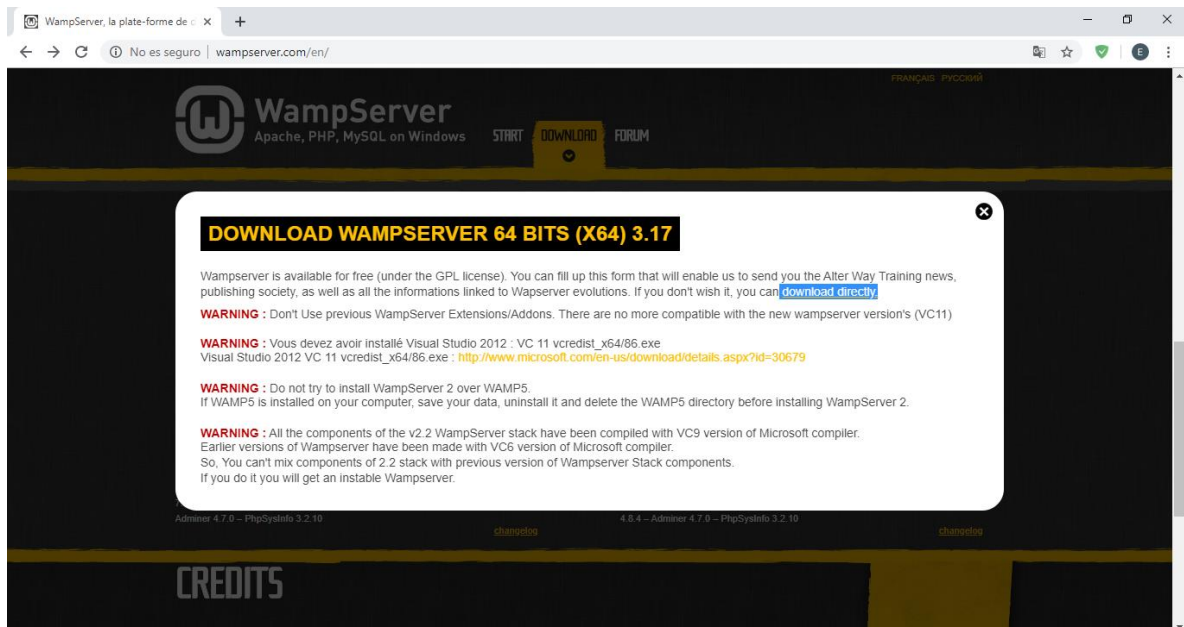 WampServer, la plate-forme de d
No es seguro | wampserver.com/en/
E
FRANÇAIS РУССКИЙ
WampServer
Apache, PHP, MySQL on Windows
START DOWNLOAD FORUM
DOWNLOAD WAMPSERVER 64 BITS (X64) 3.17
Wampserver is available for free (under the GPL license). You can fill up this form that will enable us to send you the Alter Way Training news,
publishing society, as well as all the informations linked to Wapserver evolutions. If you don't wish it, you can download directly.
WARNING : Don't Use previous WampServer Extensions/Addons. There are no more compatible with the new wampserver version's (VC11)
WARNING : Vous devez avoir installé Visual Studio 2012 : VC 11 vcredist_x64/86.exe
Visual Studio 2012 VC 11 vcredist_x64/86.exe : http://www.microsoft.com/en-us/download/details.aspx?id=30679
WARNING : Do not try to install WampServer 2 over WAMP5.
If WAMP5 is installed on your computer, save your data, uninstall it and delete the WAMP5 directory before installing WampServer 2.
WARNING : All the components of the v2.2 WampServer stack have been compiled with VC9 version of Microsoft compiler.
Earlier versions of Wampserver have been made with VC6 version of Microsoft compiler.
So, You can't mix components of 2.2 stack with previous version of Wampserver Stack components.
If you do it you will get an instable Wampserver.
Adminer 4.7.0 – PhpSysInfo 3.2.10
4.8.4 – Adminer 4.7.0 – PhpSysInfo 3.2.10
changelog
changelog
CREDITS